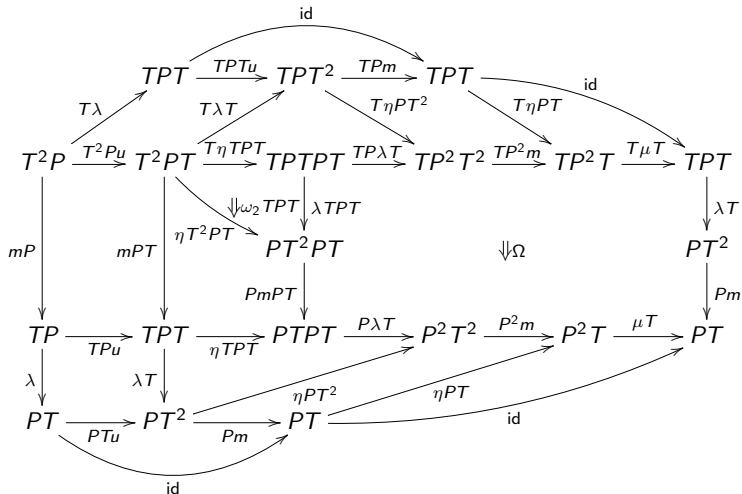 id
TPT TPTu TPT² TPm TPT
id
Tλ TλT TηPT² TηPT
T²P T²Pu T²PT TηTPT TPTPT TPλT TP²T² TP²m TP²T TμT TPT
⇓ω₂TPT λTPT λT
mP mPT ηT²PT PT²PT ⇓Ω PT²
PmPT Pm
TP TPu TPT ηTPT PTPT PλT P²T² P²m P²T μT PT
λ λT ηPT² ηPT
PT PTu PT² Pm PT id
id